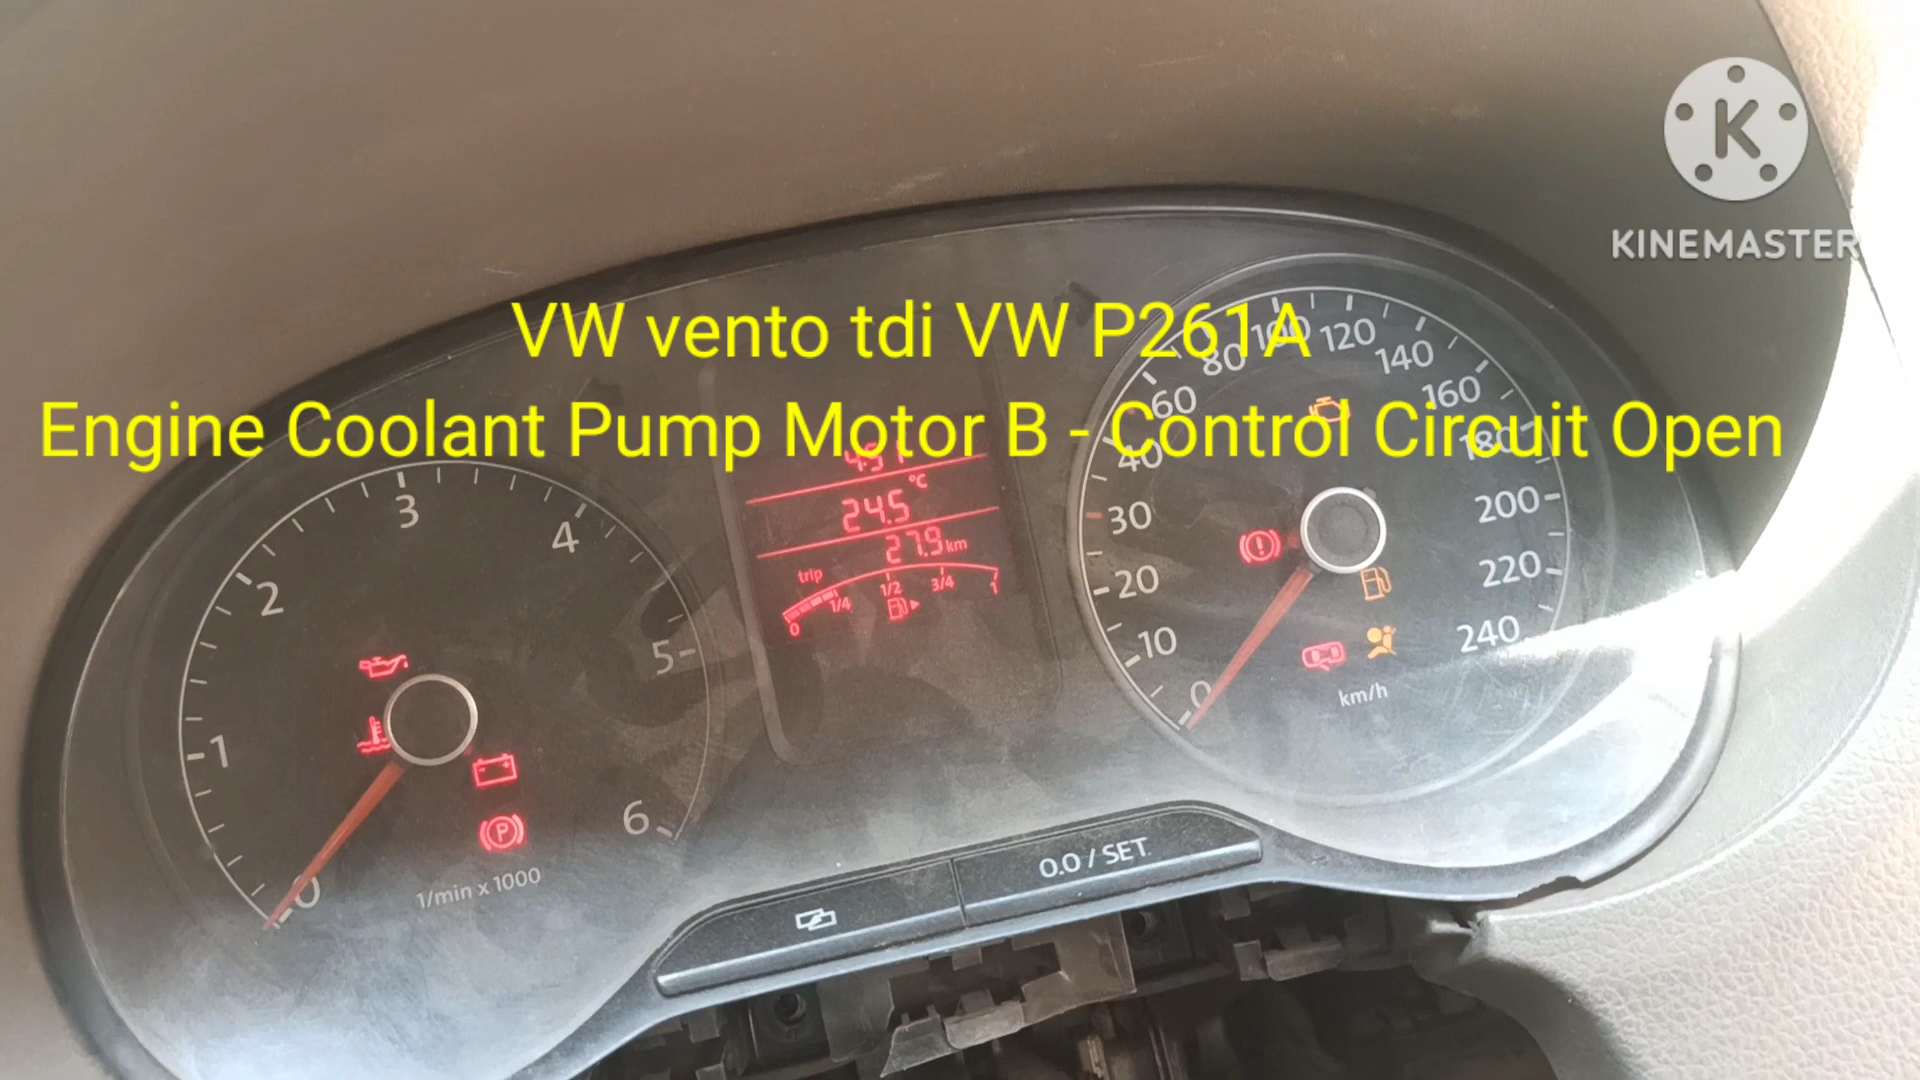 K
KINEMASTER
VW vento tdi VW P261A
Engine Coolant Pump Motor B - Control Circuit Open
0
1
2
3
4
5
6
1/min x 1000
P
°C
24.5
27.9 km
trip
0 1/4 1/2 3/4 1
0
10
20
30
40
60
80
100
120
140
160
180
200
220
240
km/h
0.0 / SET